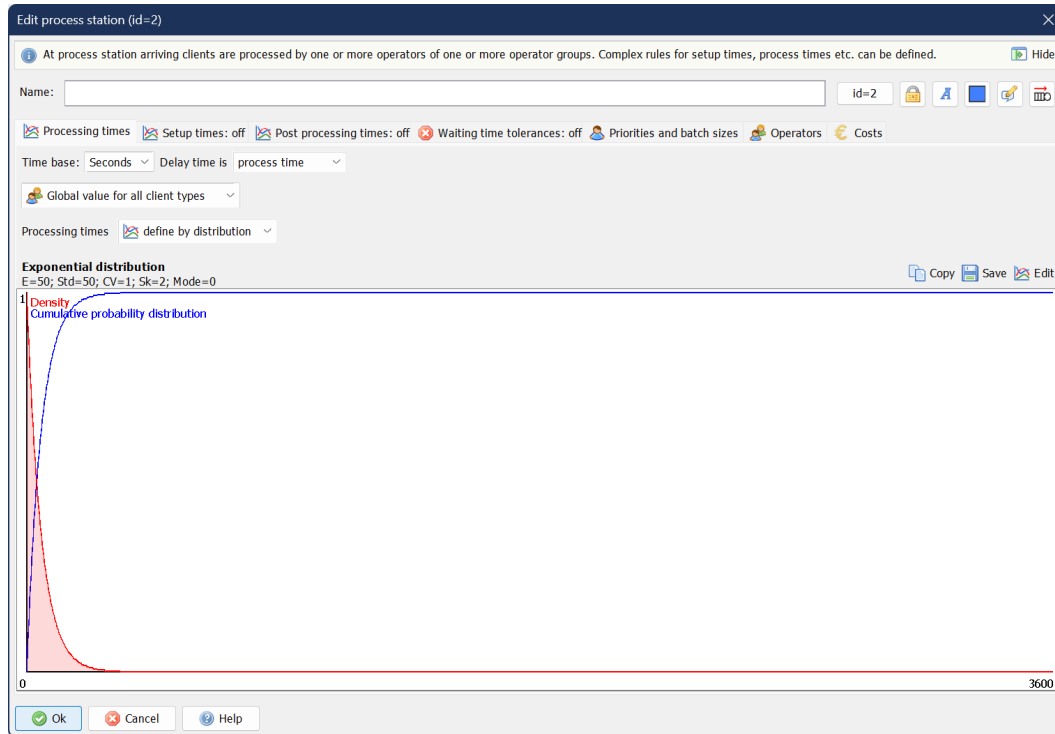 Edit process station (id=2)
At process station arriving clients are processed by one or more operators of one or more operator groups. Complex rules for setup times, process times etc. can be defined. Hide
Name: id=2 A
Processing times Setup times: off Post processing times: off Waiting time tolerances: off Priorities and batch sizes Operators Costs
Time base: Seconds Delay time is process time
Global value for all client types
Processing times define by distribution
Exponential distribution
E=50; Std=50; CV=1; Sk=2; Mode=0
Copy Save Edit
1 Density
Cumulative probability distribution
0 3600
Ok Cancel Help